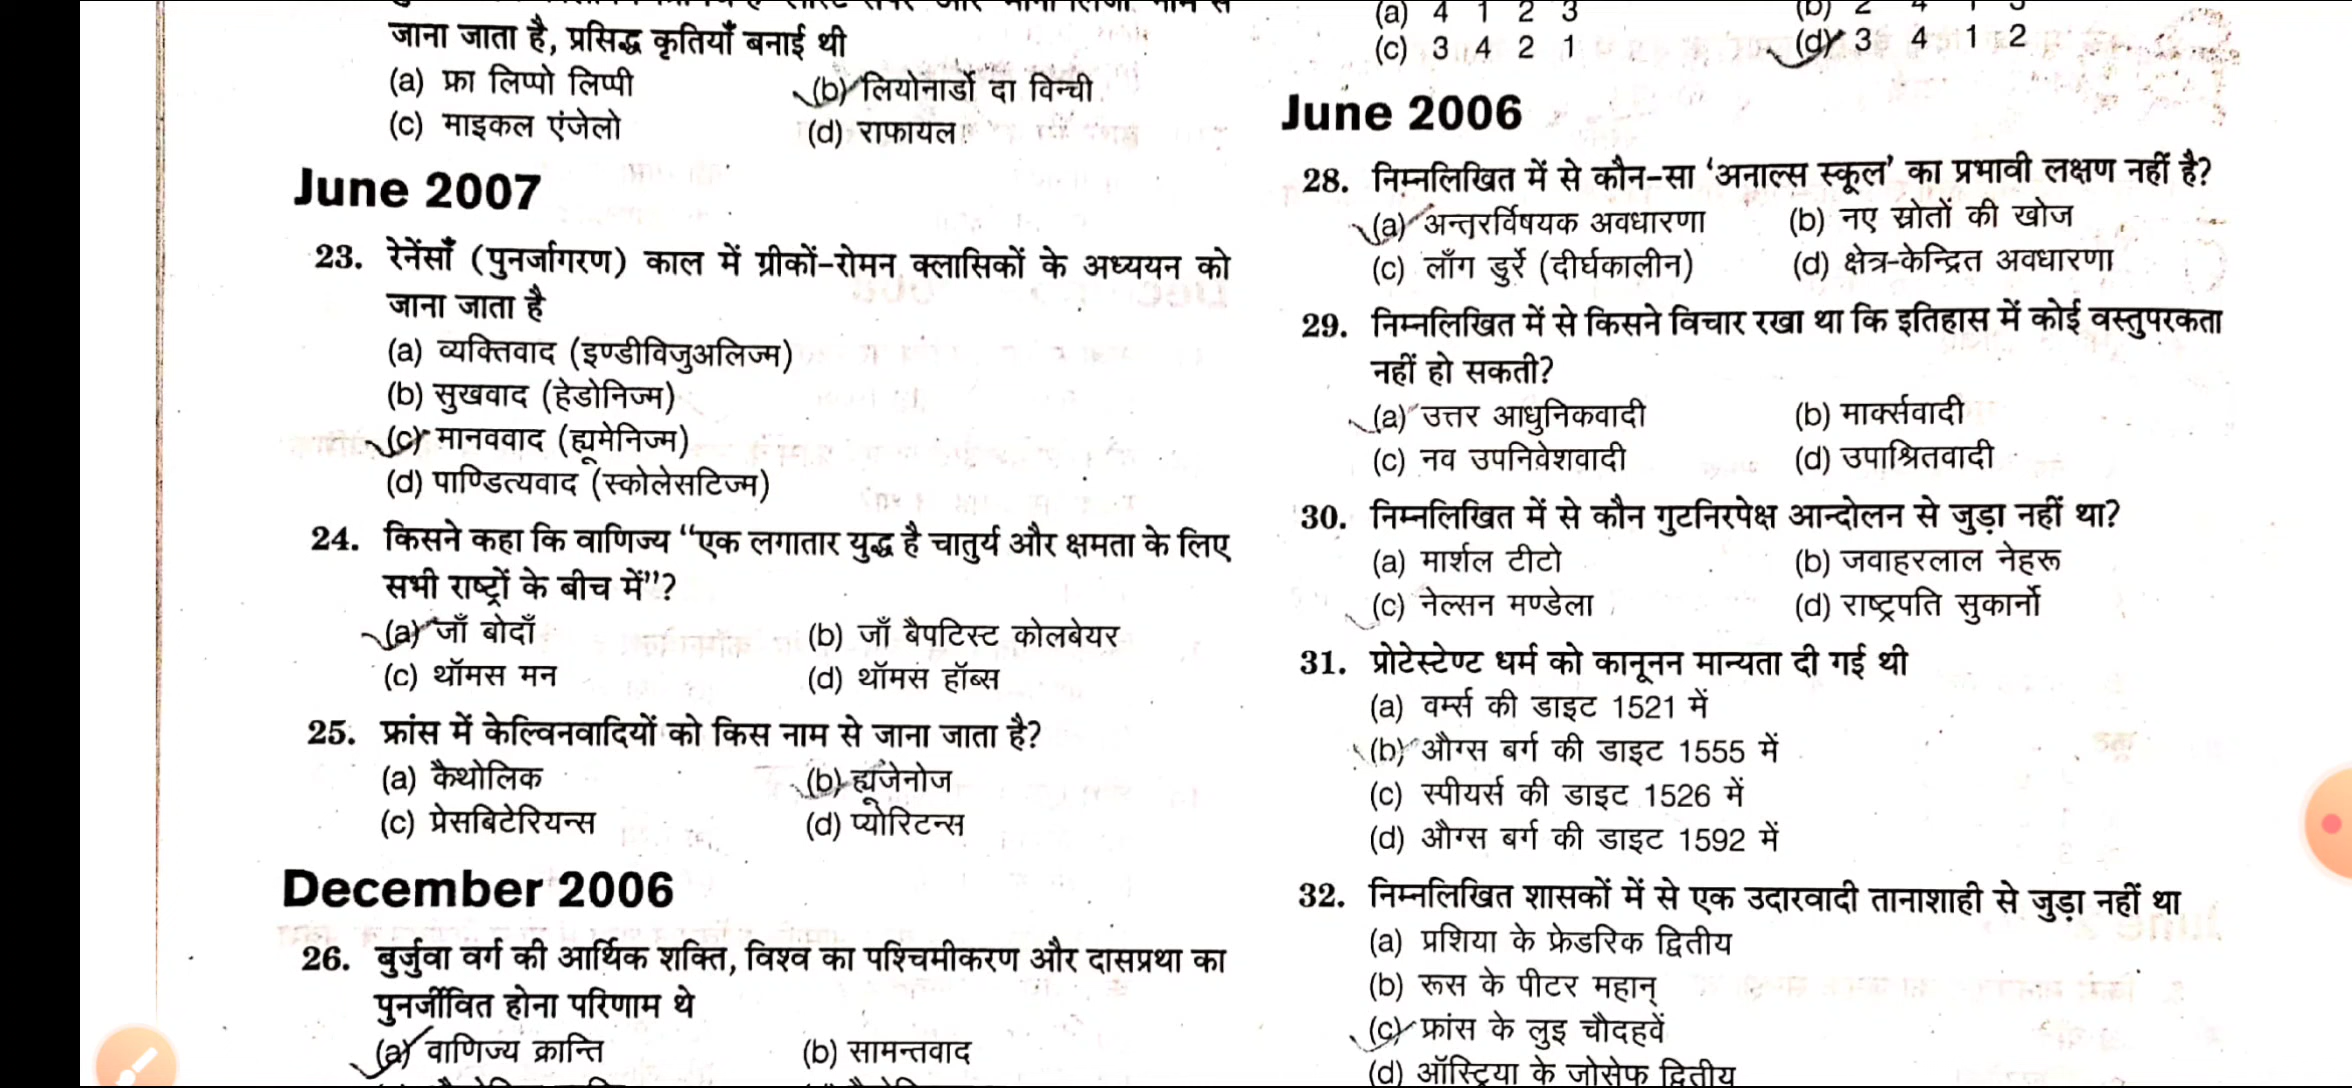 जाना जाता है, प्रसिद्ध कृतियाँ बनाई थी
(a) फ्रा लिप्पो लिप्पी (b) लियोनार्डो दा विन्ची
(c) माइकल एंजेलो (d) राफायल
June 2007
23. रेनेंसाँ (पुनर्जागरण) काल में ग्रीकों-रोमन क्लासिकों के अध्ययन को
जाना जाता है
(a) व्यक्तिवाद (इण्डीविजुअलिज्म)
(b) सुखवाद (हेडोनिज्म)
(c) मानववाद (ह्यूमेनिज्म)
(d) पाण्डित्यवाद (स्कोलेसटिज्म)
24. किसने कहा कि वाणिज्य “एक लगातार युद्ध है चातुर्य और क्षमता के लिए
सभी राष्ट्रों के बीच में”?
(a) जाँ बोदाँ (b) जाँ बैपटिस्ट कोलबेयर
(c) थॉमस मन (d) थॉमस हॉब्स
25. फ्रांस में केल्विनवादियों को किस नाम से जाना जाता है?
(a) कैथोलिक (b) ह्यूजेनोज
(c) प्रेसबिटेरियन्स (d) प्योरिटन्स
December 2006
26. बुर्जुवा वर्ग की आर्थिक शक्ति, विश्व का पश्चिमीकरण और दासप्रथा का
पुनर्जीवित होना परिणाम थे
(a) वाणिज्य क्रान्ति (b) सामन्तवाद
(a) 4 1 2 3 (b) 2 4
(c) 3 4 2 1 (d) 3 4 1 2
June 2006
28. निम्नलिखित में से कौन-सा ‘अनाल्स स्कूल’ का प्रभावी लक्षण नहीं है?
(a) अन्तरर्विषयक अवधारणा (b) नए स्रोतों की खोज
(c) लाँग डुर्रे (दीर्घकालीन) (d) क्षेत्र-केन्द्रित अवधारणा
29. निम्नलिखित में से किसने विचार रखा था कि इतिहास में कोई वस्तुपरकता
नहीं हो सकती?
(a) उत्तर आधुनिकवादी (b) मार्क्सवादी
(c) नव उपनिवेशवादी (d) उपाश्रितवादी
30. निम्नलिखित में से कौन गुटनिरपेक्ष आन्दोलन से जुड़ा नहीं था?
(a) मार्शल टीटो (b) जवाहरलाल नेहरू
(c) नेल्सन मण्डेला (d) राष्ट्रपति सुकार्नो
31. प्रोटेस्टेण्ट धर्म को कानूनन मान्यता दी गई थी
(a) वर्म्स की डाइट 1521 में
(b) औग्स बर्ग की डाइट 1555 में
(c) स्पीयर्स की डाइट 1526 में
(d) औग्स बर्ग की डाइट 1592 में
32. निम्नलिखित शासकों में से एक उदारवादी तानाशाही से जुड़ा नहीं था
(a) प्रशिया के फ्रेडरिक द्वितीय
(b) रूस के पीटर महान्
(c) फ्रांस के लुइ चौदहवें
(d) ऑस्ट्रिया के जोसेफ द्वितीय